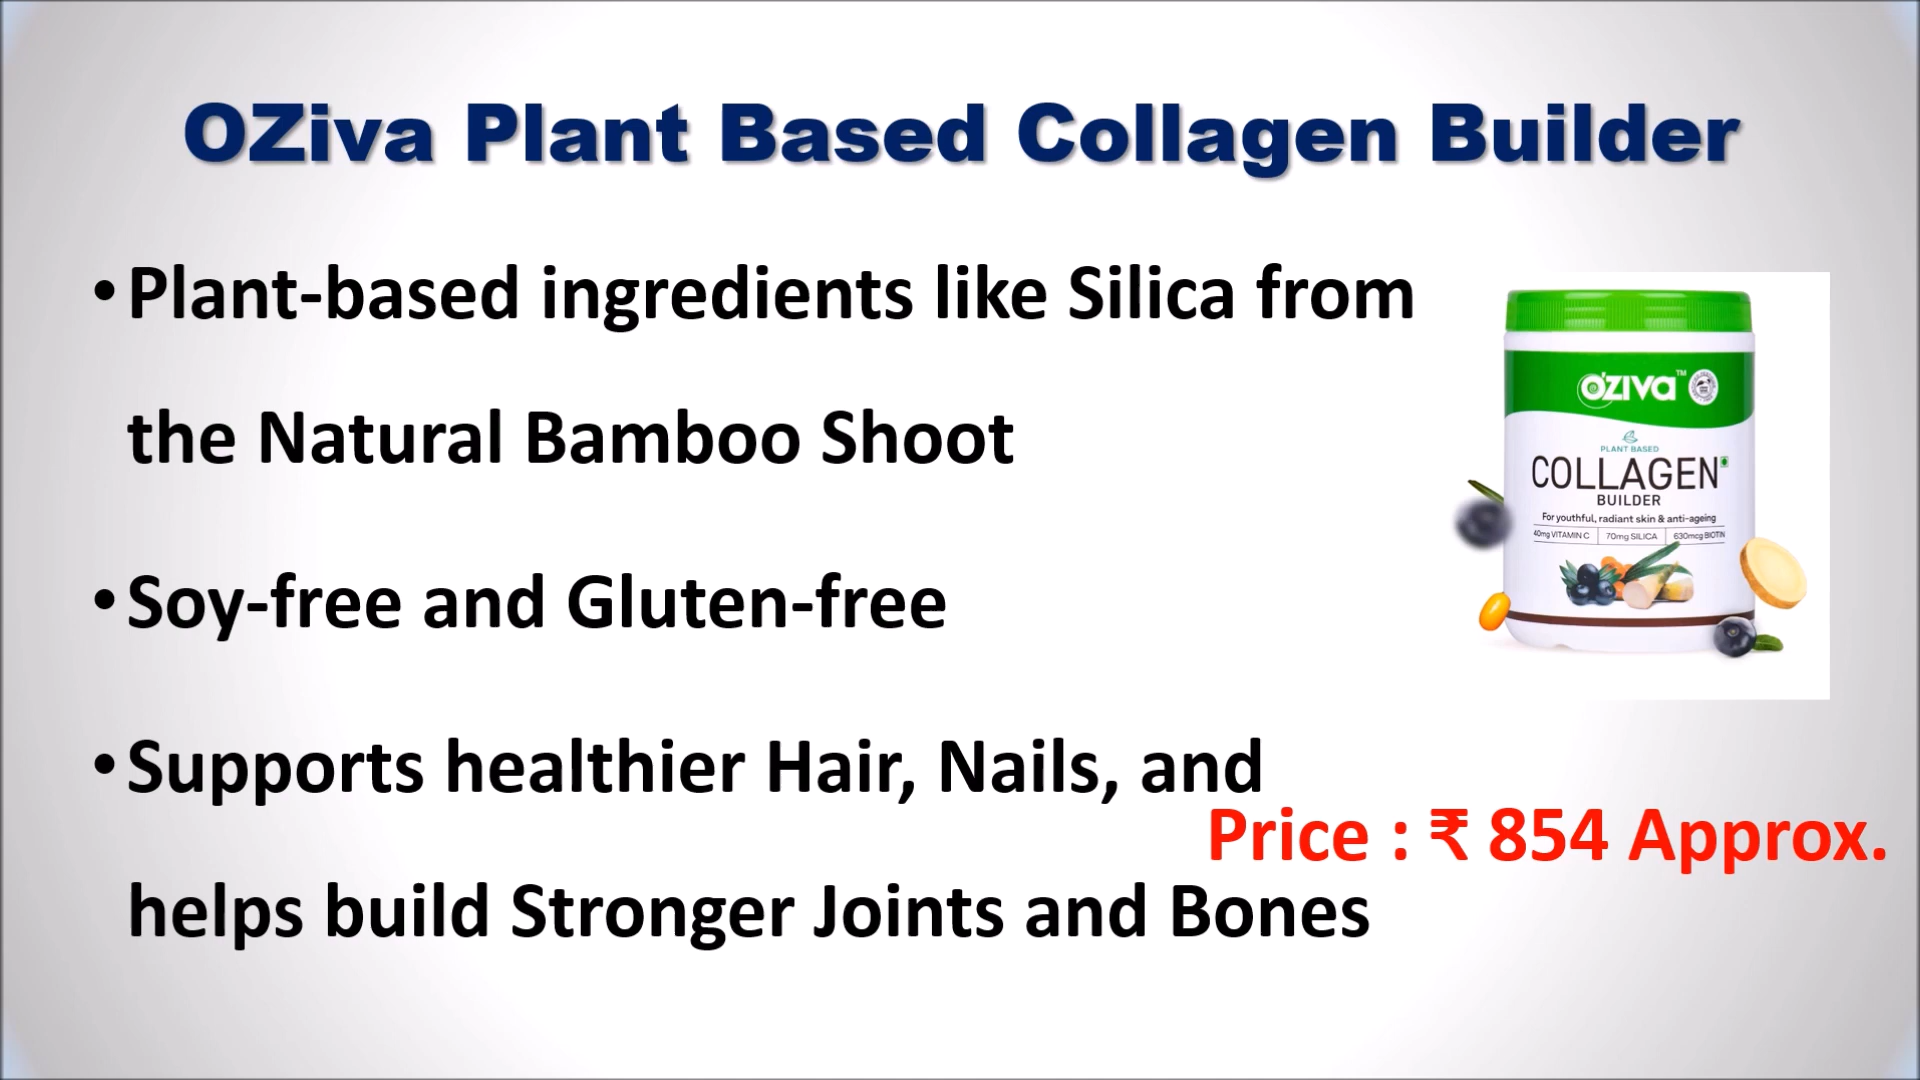 OZiva Plant Based Collagen Builder
•Plant-based ingredients like Silica from
the Natural Bamboo Shoot
•Soy-free and Gluten-free
•Supports healthier Hair, Nails, and
helps build Stronger Joints and Bones
Price : ₹ 854 Approx.
OZIVA™
PLANT BASED
COLLAGEN
BUILDER
For youthful, radiant skin & anti-ageing
40mg VITAMIN C 70mg SILICA 630mcg BIOTIN